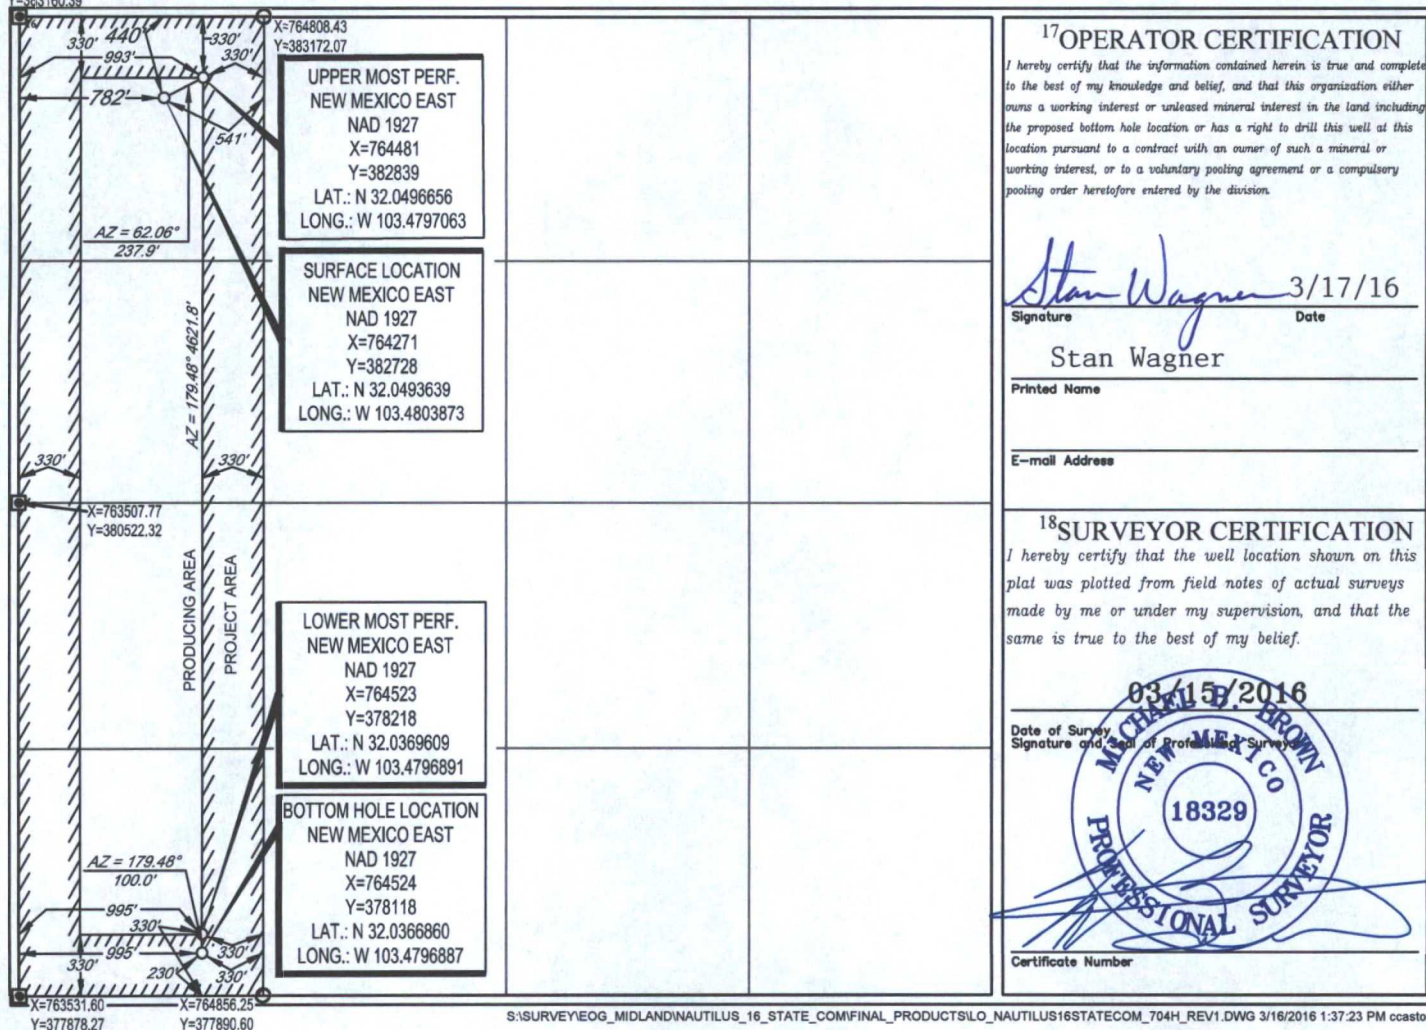 X=764808.43
Y=383172.07
330'
440'
330'
993'
330'
782'
541'
UPPER MOST PERF.
NEW MEXICO EAST
NAD 1927
X=764481
Y=382839
LAT.: N 32.0496656
LONG.: W 103.4797063
AZ = 62.06°
237.9'
SURFACE LOCATION
NEW MEXICO EAST
NAD 1927
X=764271
Y=382728
LAT.: N 32.0493639
LONG.: W 103.4803873
AZ = 179.48° 4621.8'
330'
330'
X=763507.77
Y=380522.32
PRODUCING AREA
PROJECT AREA
LOWER MOST PERF.
NEW MEXICO EAST
NAD 1927
X=764523
Y=378218
LAT.: N 32.0369609
LONG.: W 103.4796891
BOTTOM HOLE LOCATION
NEW MEXICO EAST
NAD 1927
X=764524
Y=378118
LAT.: N 32.0366860
LONG.: W 103.4796887
AZ = 179.48°
100.0'
995'
330'
995'
330'
330'
230'
330'
X=763531.60
Y=377878.27
X=764856.25
Y=377890.60
17 OPERATOR CERTIFICATION
I hereby certify that the information contained herein is true and complete
to the best of my knowledge and belief, and that this organization either
owns a working interest or unleased mineral interest in the land including
the proposed bottom hole location or has a right to drill this well at this
location pursuant to a contract with an owner of such a mineral or
working interest, or to a voluntary pooling agreement or a compulsory
pooling order heretofore entered by the division.
Stan Wagner 3/17/16
Signature Date
Stan Wagner
Printed Name
E-mail Address
18 SURVEYOR CERTIFICATION
I hereby certify that the well location shown on this
plat was plotted from field notes of actual surveys
made by me or under my supervision, and that the
same is true to the best of my belief.
03/15/2016
Date of Survey
Signature and Seal of Professional Surveyor
MICHAEL B. BROWN
NEW MEXICO
18329
PROFESSIONAL SURVEYOR
Certificate Number
S:\SURVEY\EOG_MIDLAND\NAUTILUS_16_STATE_COM\FINAL_PRODUCTS\LO_NAUTILUS16STATECOM_704H_REV1.DWG 3/16/2016 1:37:23 PM ccasto